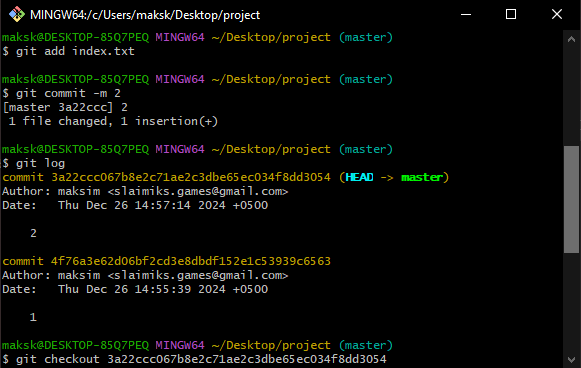 MINGW64:/c/Users/maksk/Desktop/project
maksk@DESKTOP-85Q7PEQ MINGW64 ~/Desktop/project (master)
$ git add index.txt
maksk@DESKTOP-85Q7PEQ MINGW64 ~/Desktop/project (master)
$ git commit -m 2
[master 3a22ccc] 2
1 file changed, 1 insertion(+)
maksk@DESKTOP-85Q7PEQ MINGW64 ~/Desktop/project (master)
$ git log
commit 3a22ccc067b8e2c71ae2c3dbe65ec034f8dd3054 (HEAD -> master)
Author: maksim <slaimiks.games@gmail.com>
Date:   Thu Dec 26 14:57:14 2024 +0500
2
commit 4f76a3e62d06bf2cd3e8dbdf152e1c53939c6563
Author: maksim <slaimiks.games@gmail.com>
Date:   Thu Dec 26 14:55:39 2024 +0500
1
maksk@DESKTOP-85Q7PEQ MINGW64 ~/Desktop/project (master)
$ git checkout 3a22ccc067b8e2c71ae2c3dbe65ec034f8dd3054